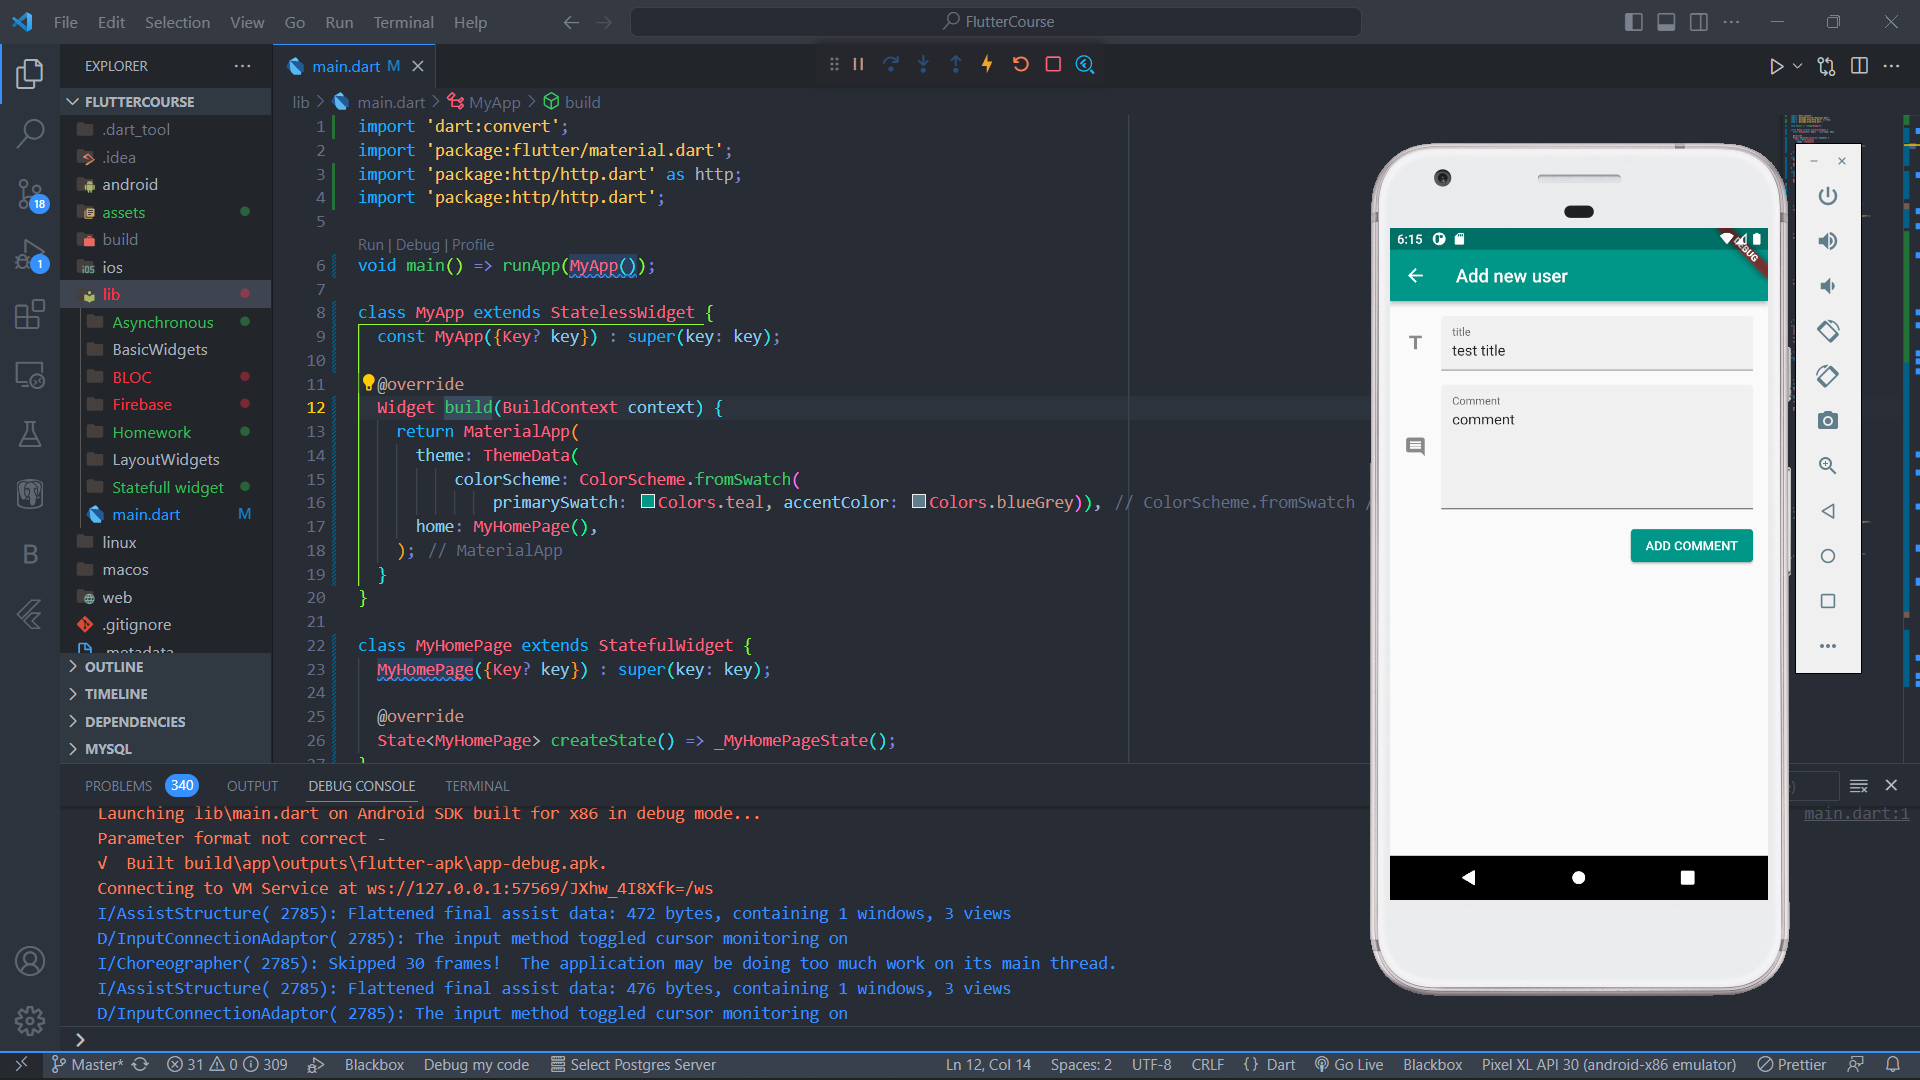 File Edit Selection View Go Run Terminal Help
FlutterCourse
EXPLORER
main.dart M
FLUTTERCOURSE
.dart_tool
.idea
android
assets
build
ios
lib
Asynchronous
BasicWidgets
BLOC
Firebase
Homework
LayoutWidgets
Statefull widget
main.dart M
linux
macos
web
.gitignore
.metadata
OUTLINE
TIMELINE
DEPENDENCIES
MYSQL
18
1
lib > main.dart > MyApp > build
1 import 'dart:convert';
2 import 'package:flutter/material.dart';
3 import 'package:http/http.dart' as http;
4 import 'package:http/http.dart';
5
Run | Debug | Profile
6 void main() => runApp(MyApp());
7
8 class MyApp extends StatelessWidget {
9 const MyApp({Key? key}) : super(key: key);
10
11 @override
12 Widget build(BuildContext context) {
13 return MaterialApp(
14 theme: ThemeData(
15 colorScheme: ColorScheme.fromSwatch(
16 primarySwatch: Colors.teal, accentColor: Colors.blueGrey)), // ColorScheme.fromSwatch /
17 home: MyHomePage(),
18 ); // MaterialApp
19 }
20 }
21
22 class MyHomePage extends StatefulWidget {
23 MyHomePage({Key? key}) : super(key: key);
24
25 @override
26 State<MyHomePage> createState() => _MyHomePageState();
27 }
6:15
DEBUG
Add new user
title
test title
Comment
comment
ADD COMMENT
PROBLEMS 340 OUTPUT DEBUG CONSOLE TERMINAL
Launching lib\main.dart on Android SDK built for x86 in debug mode...
main.dart:1
Parameter format not correct -
√ Built build\app\outputs\flutter-apk\app-debug.apk.
Connecting to VM Service at ws://127.0.0.1:57569/JXhw_4I8Xfk=/ws
I/AssistStructure( 2785): Flattened final assist data: 472 bytes, containing 1 windows, 3 views
D/InputConnectionAdaptor( 2785): The input method toggled cursor monitoring on
I/Choreographer( 2785): Skipped 30 frames! The application may be doing too much work on its main thread.
I/AssistStructure( 2785): Flattened final assist data: 476 bytes, containing 1 windows, 3 views
D/InputConnectionAdaptor( 2785): The input method toggled cursor monitoring on
Master* 31 0 309 Blackbox Debug my code Select Postgres Server Ln 12, Col 14 Spaces: 2 UTF-8 CRLF {} Dart Go Live Blackbox Pixel XL API 30 (android-x86 emulator) Prettier